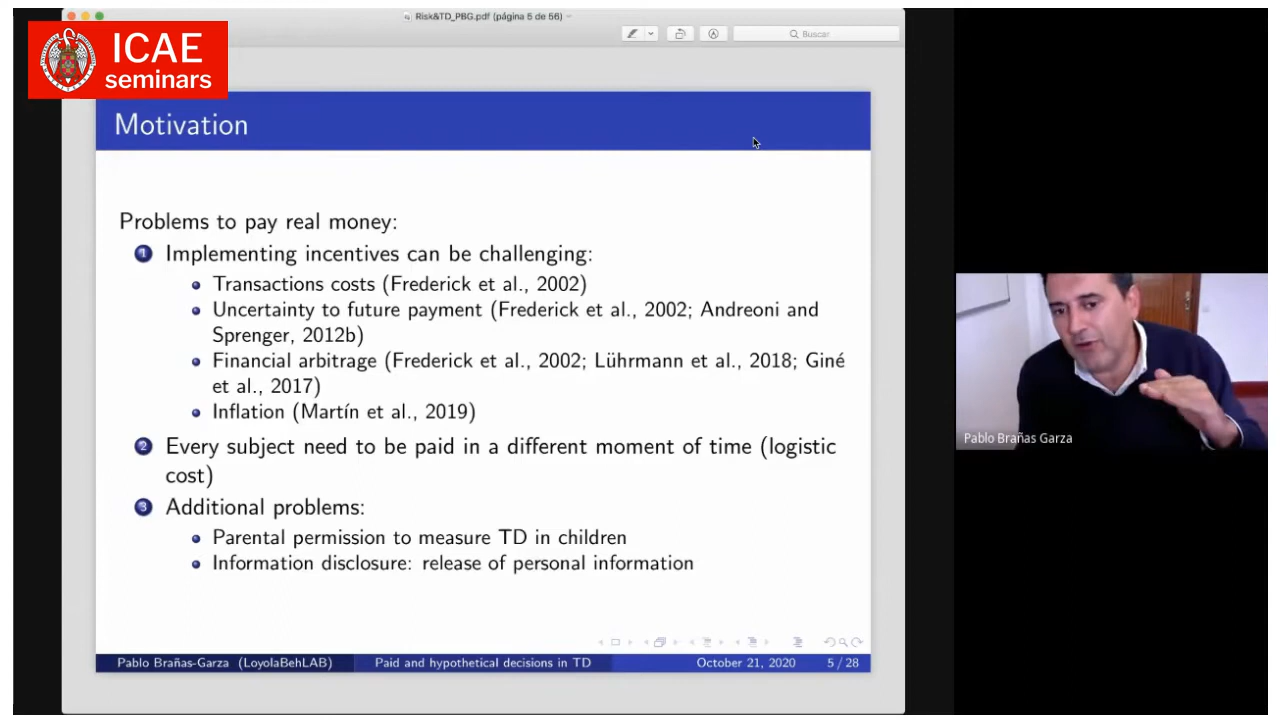 Risk&TD_PBG.pdf (página 5 de 56)
Buscar
ICAE
seminars
Motivation
Problems to pay real money:
1 Implementing incentives can be challenging:
Transactions costs (Frederick et al., 2002)
Uncertainty to future payment (Frederick et al., 2002; Andreoni and
Sprenger, 2012b)
Financial arbitrage (Frederick et al., 2002; Lührmann et al., 2018; Giné
et al., 2017)
Inflation (Martín et al., 2019)
2 Every subject need to be paid in a different moment of time (logistic
cost)
3 Additional problems:
Parental permission to measure TD in children
Information disclosure: release of personal information
Pablo Brañas-Garza (LoyolaBehLAB) Paid and hypothetical decisions in TD October 21, 2020 5 / 28
Pablo Brañas Garza